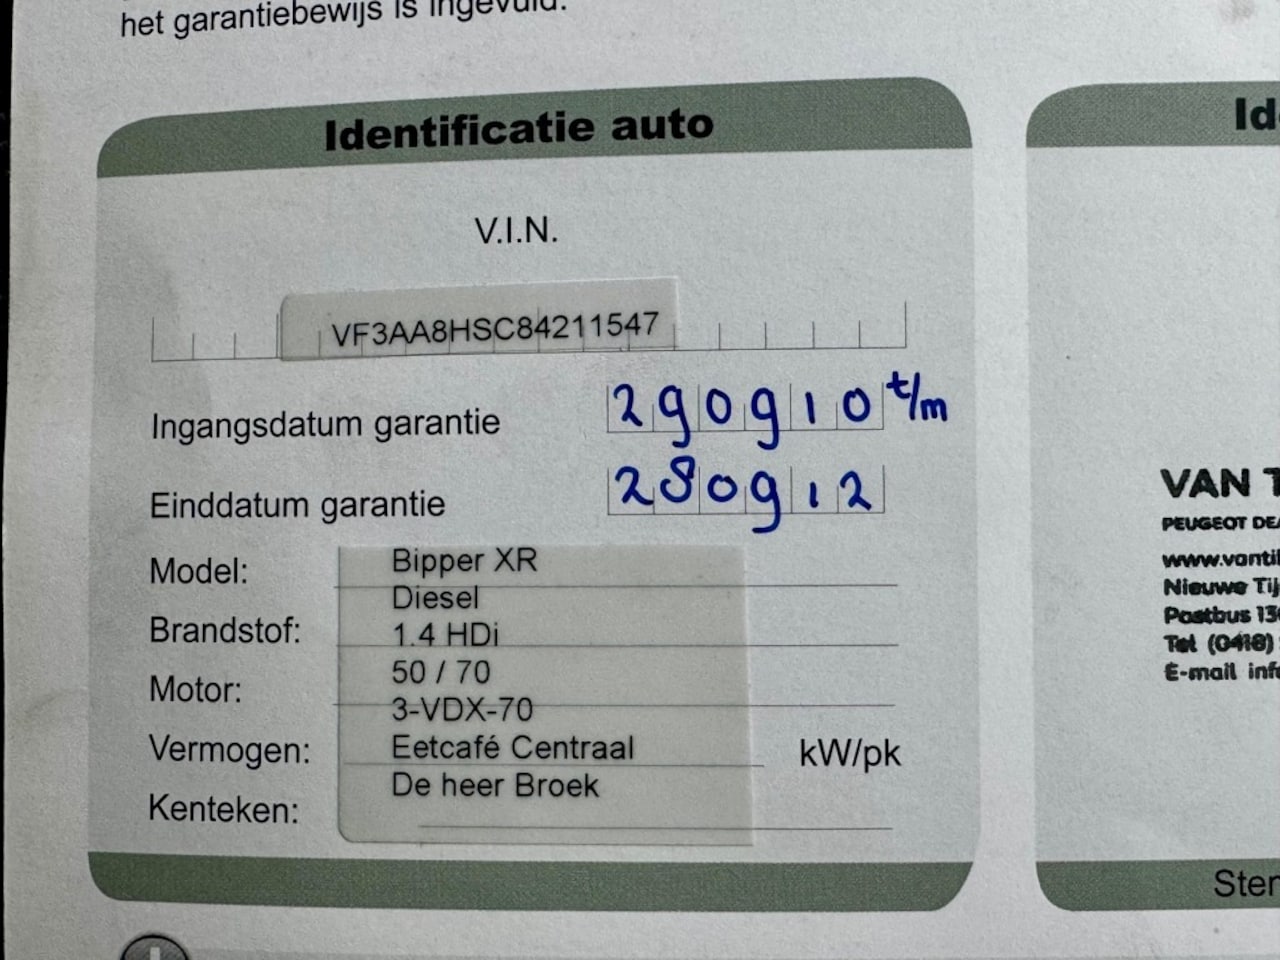 het garantiebewijs is ingevuld.
Identificatie auto
V.I.N.
VF3AA8HSC84211547
Ingangsdatum garantie 290910 t/m
Einddatum garantie 280912
Model: Bipper XR
Diesel
Brandstof: 1.4 HDi
Motor: 50 / 70
3-VDX-70
Vermogen: Eetcafé Centraal kW/pk
De heer Broek
Kenteken:
VAN
PEUGEOT
Nieuwe
Postbus
Tel (0418)
E-mail